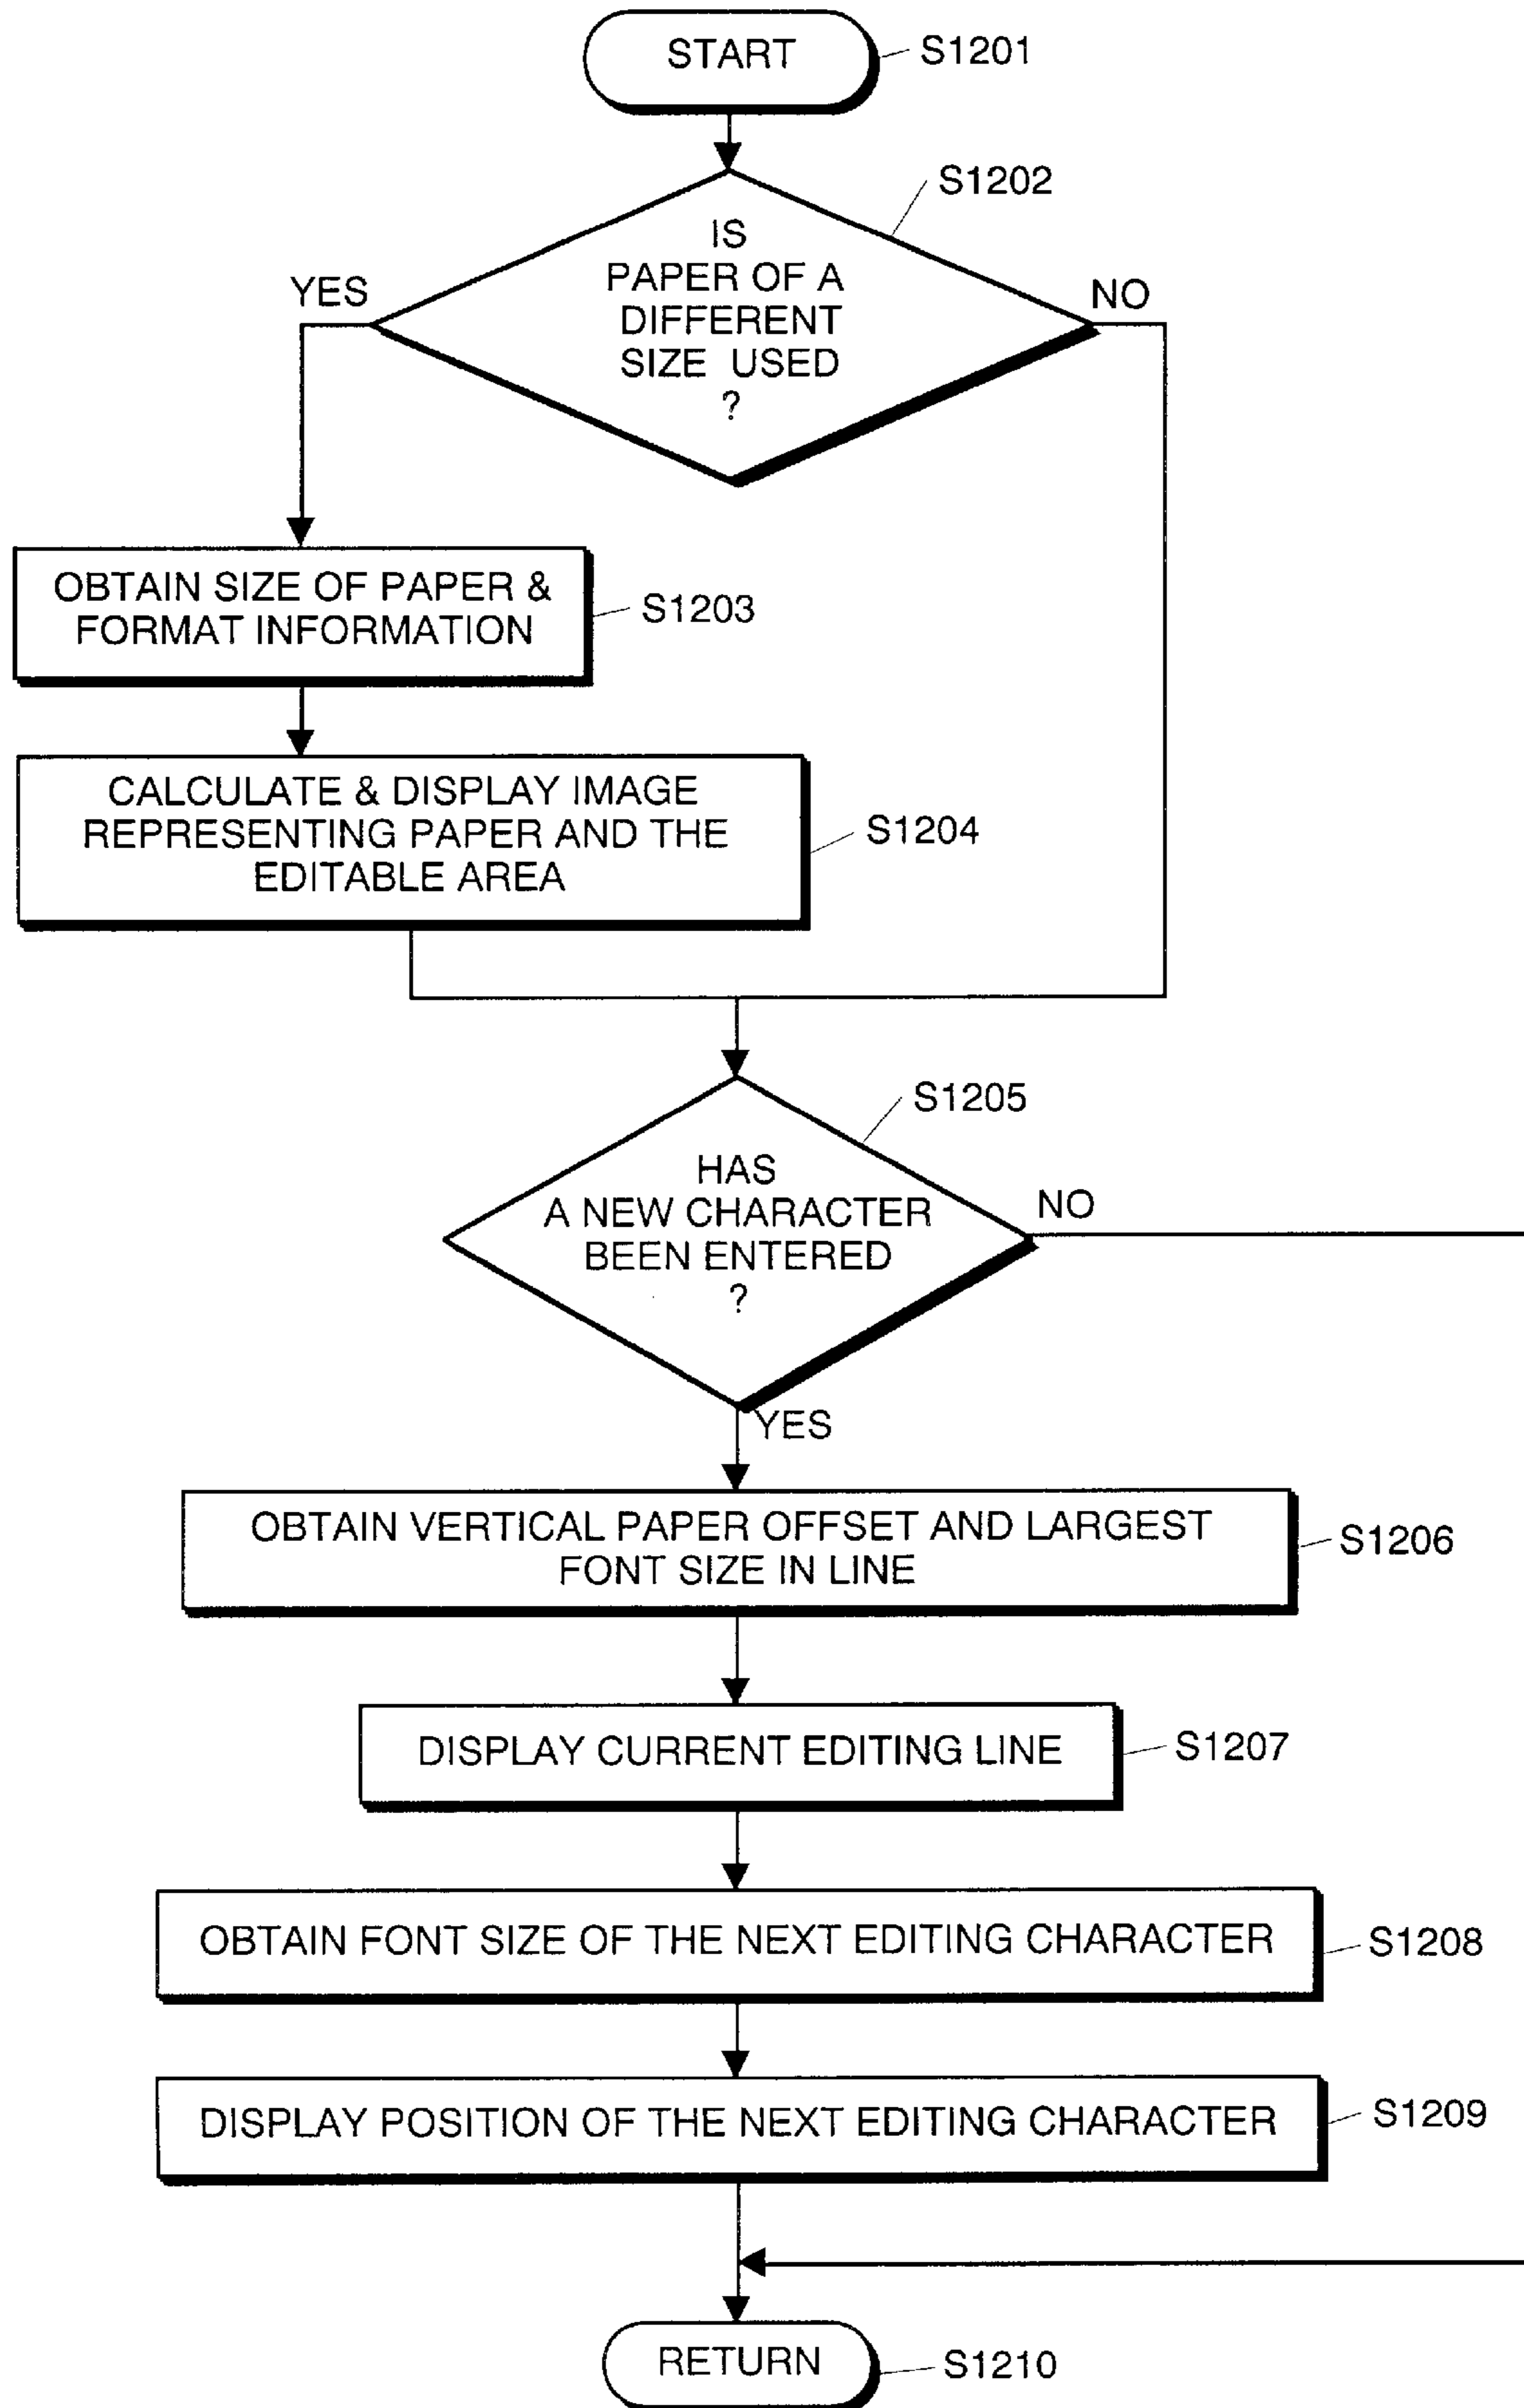 START
S1201
S1202
IS
PAPER OF A
DIFFERENT
SIZE USED
?
YES
NO
OBTAIN SIZE OF PAPER &
FORMAT INFORMATION
S1203
CALCULATE & DISPLAY IMAGE
REPRESENTING PAPER AND THE
EDITABLE AREA
S1204
S1205
HAS
A NEW CHARACTER
BEEN ENTERED
?
NO
YES
OBTAIN VERTICAL PAPER OFFSET AND LARGEST
FONT SIZE IN LINE
S1206
DISPLAY CURRENT EDITING LINE
S1207
OBTAIN FONT SIZE OF THE NEXT EDITING CHARACTER
S1208
DISPLAY POSITION OF THE NEXT EDITING CHARACTER
S1209
RETURN
S1210